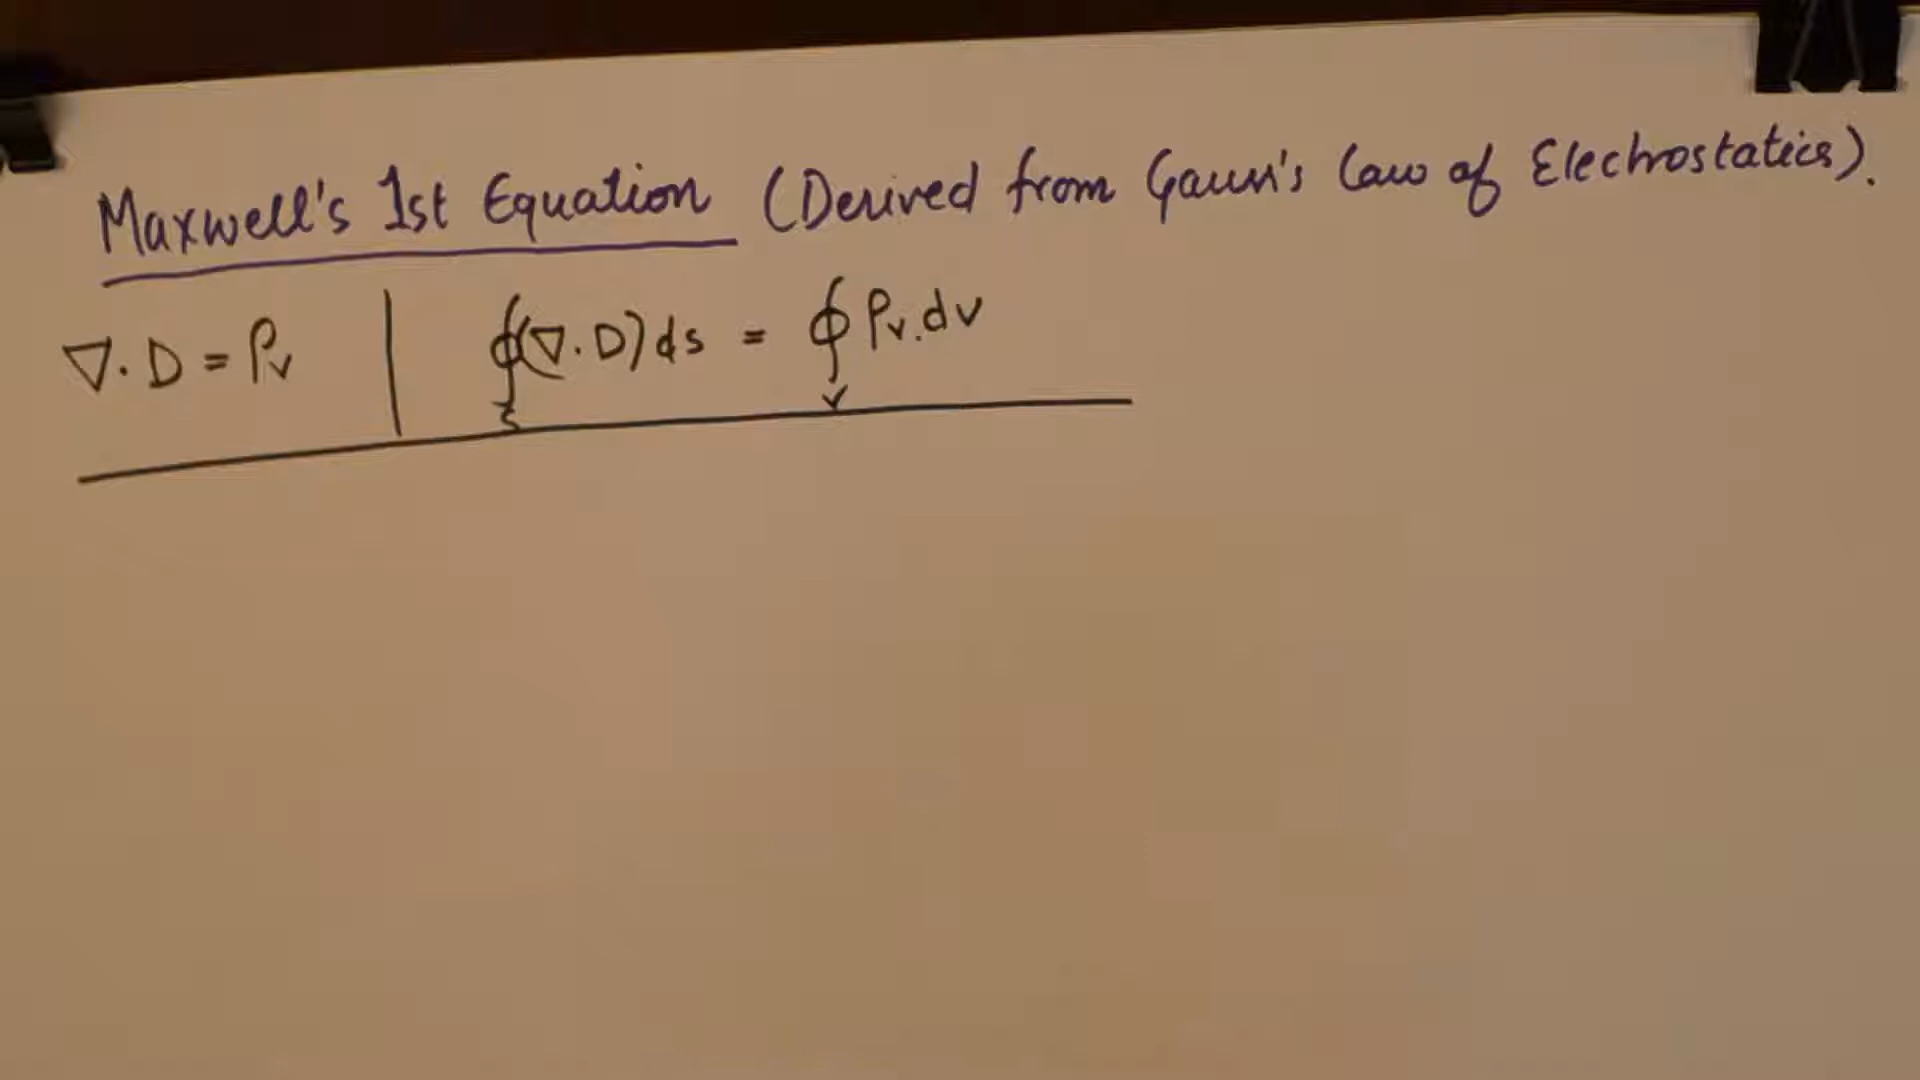 Maxwell's 1st Equation (Derived from Gauss's Law of Electrostatics).
∇·D = ρv | ∮s(∇·D)ds = ∮v ρv.dv